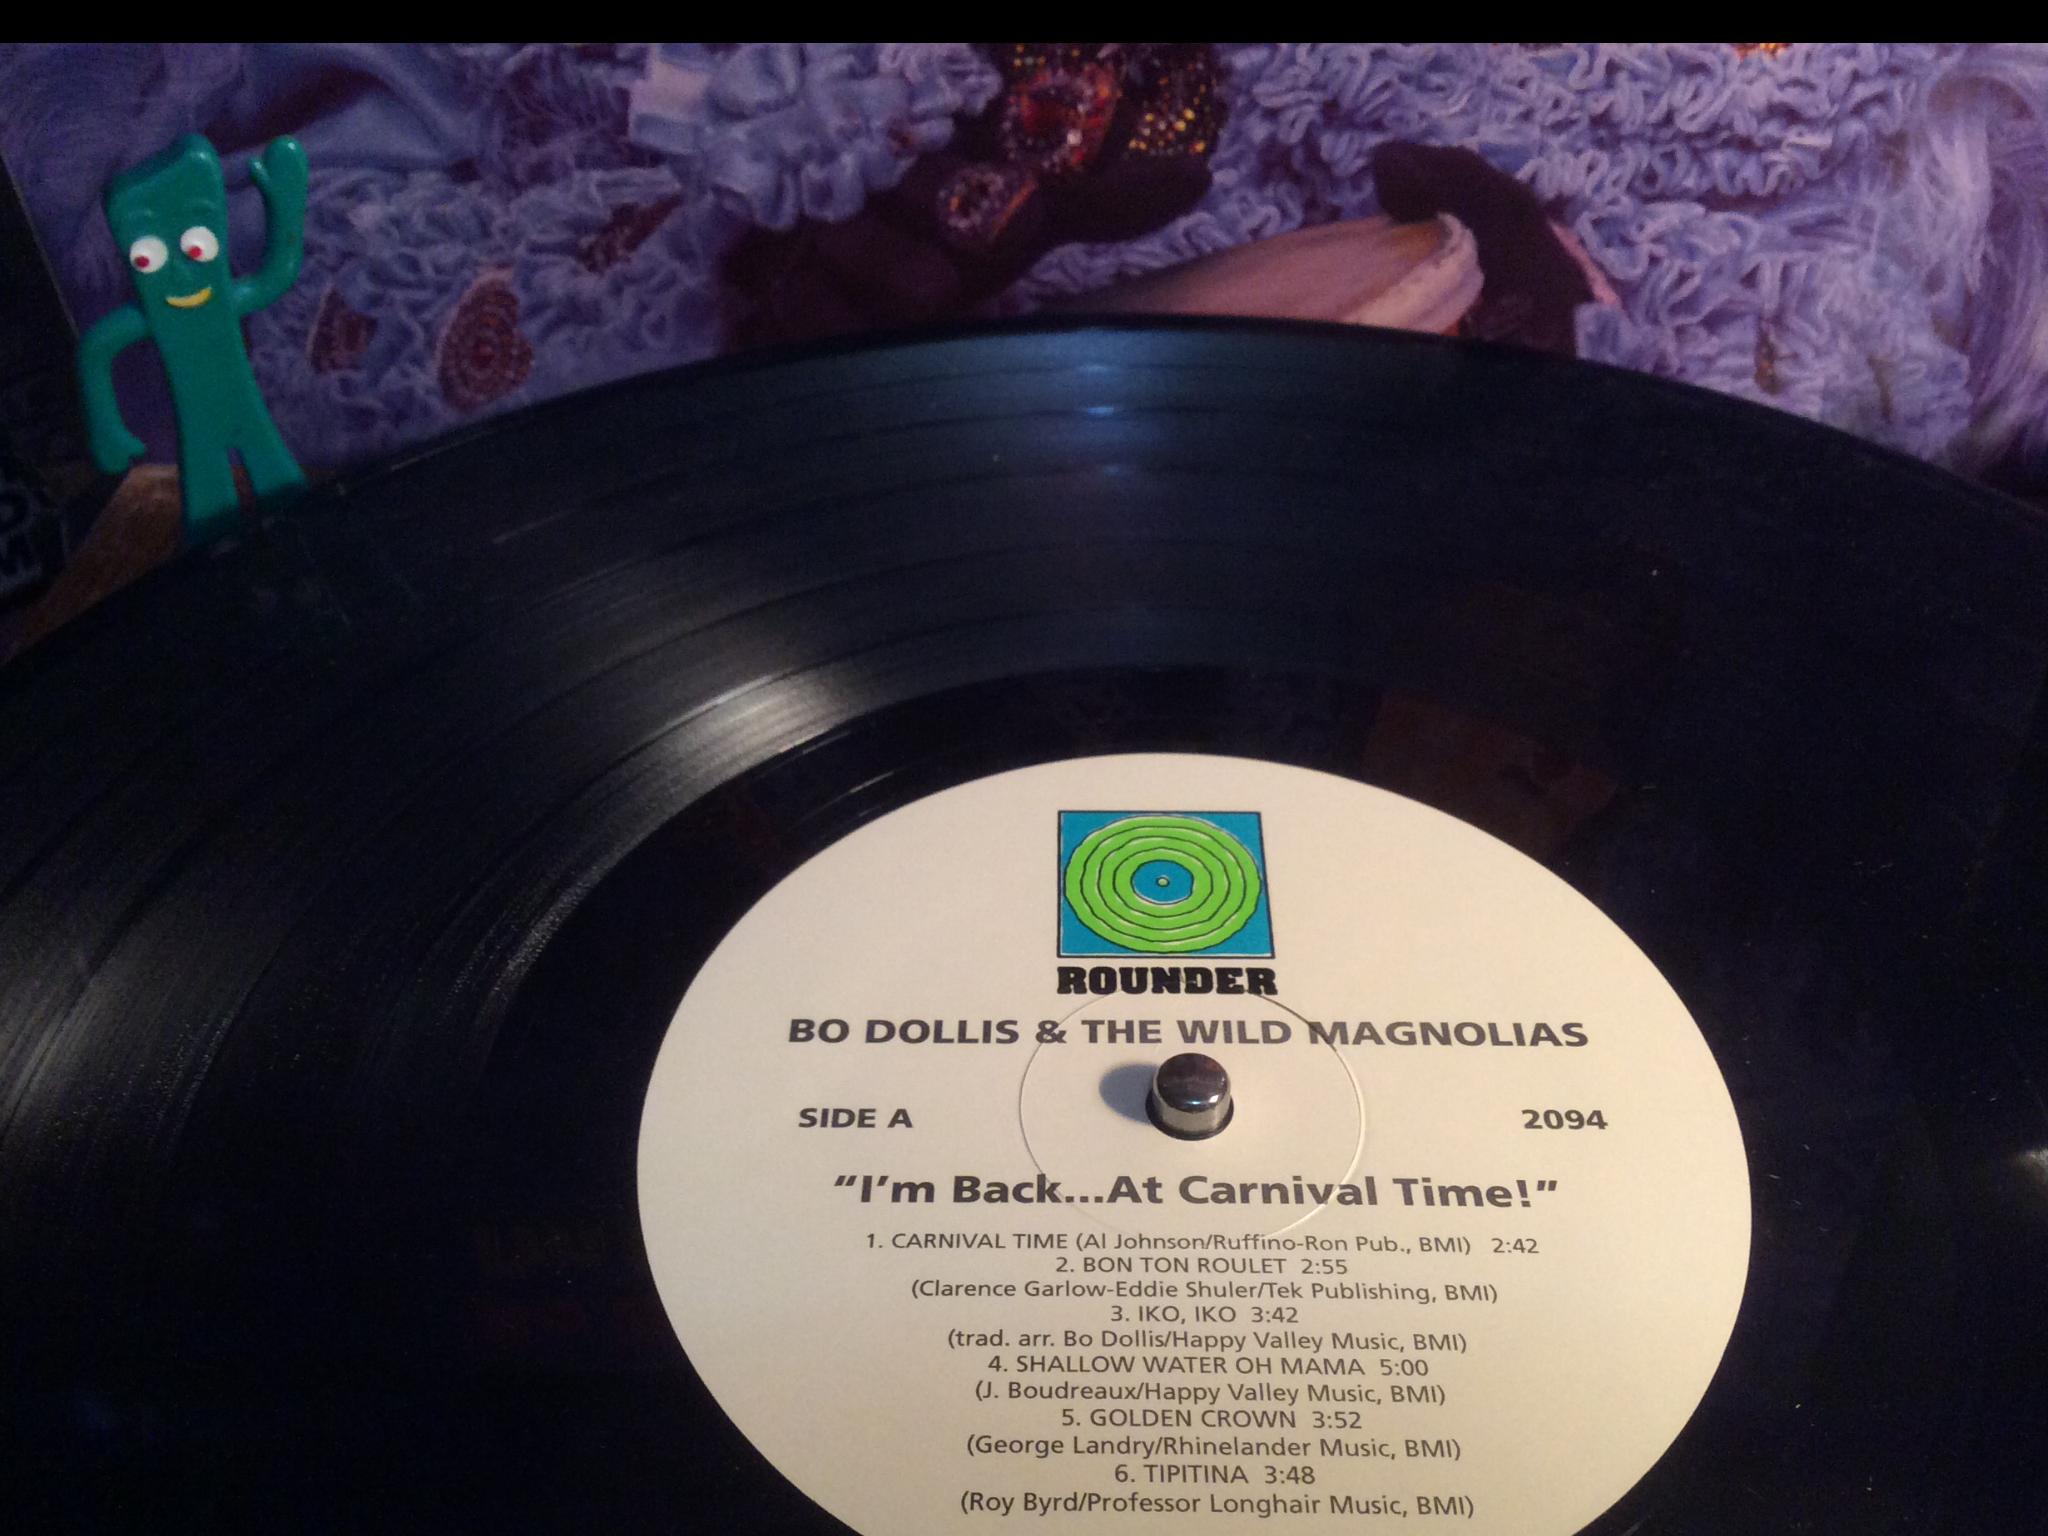 ROUNDER
BO DOLLIS & THE WILD MAGNOLIAS
SIDE A 2094
“I’m Back...At Carnival Time!”
1. CARNIVAL TIME (Al Johnson/Ruffino-Ron Pub., BMI) 2:42
2. BON TON ROULET 2:55
(Clarence Garlow-Eddie Shuler/Tek Publishing, BMI)
3. IKO, IKO 3:42
(trad. arr. Bo Dollis/Happy Valley Music, BMI)
4. SHALLOW WATER OH MAMA 5:00
(J. Boudreaux/Happy Valley Music, BMI)
5. GOLDEN CROWN 3:52
(George Landry/Rhinelander Music, BMI)
6. TIPITINA 3:48
(Roy Byrd/Professor Longhair Music, BMI)